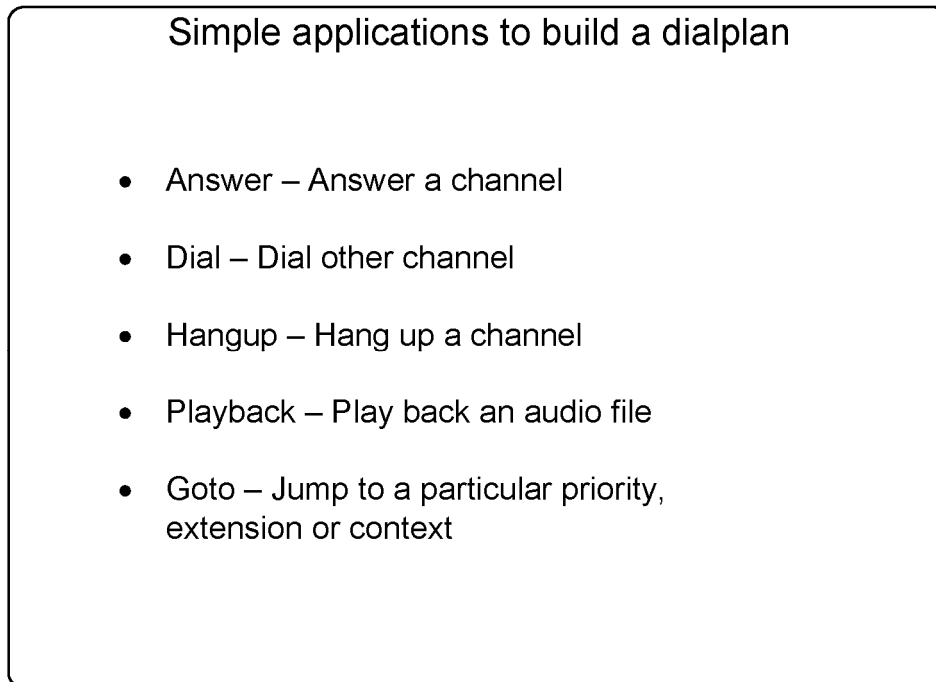 Simple applications to build a dialplan
• Answer – Answer a channel
• Dial – Dial other channel
• Hangup – Hang up a channel
• Playback – Play back an audio file
• Goto – Jump to a particular priority,
extension or context